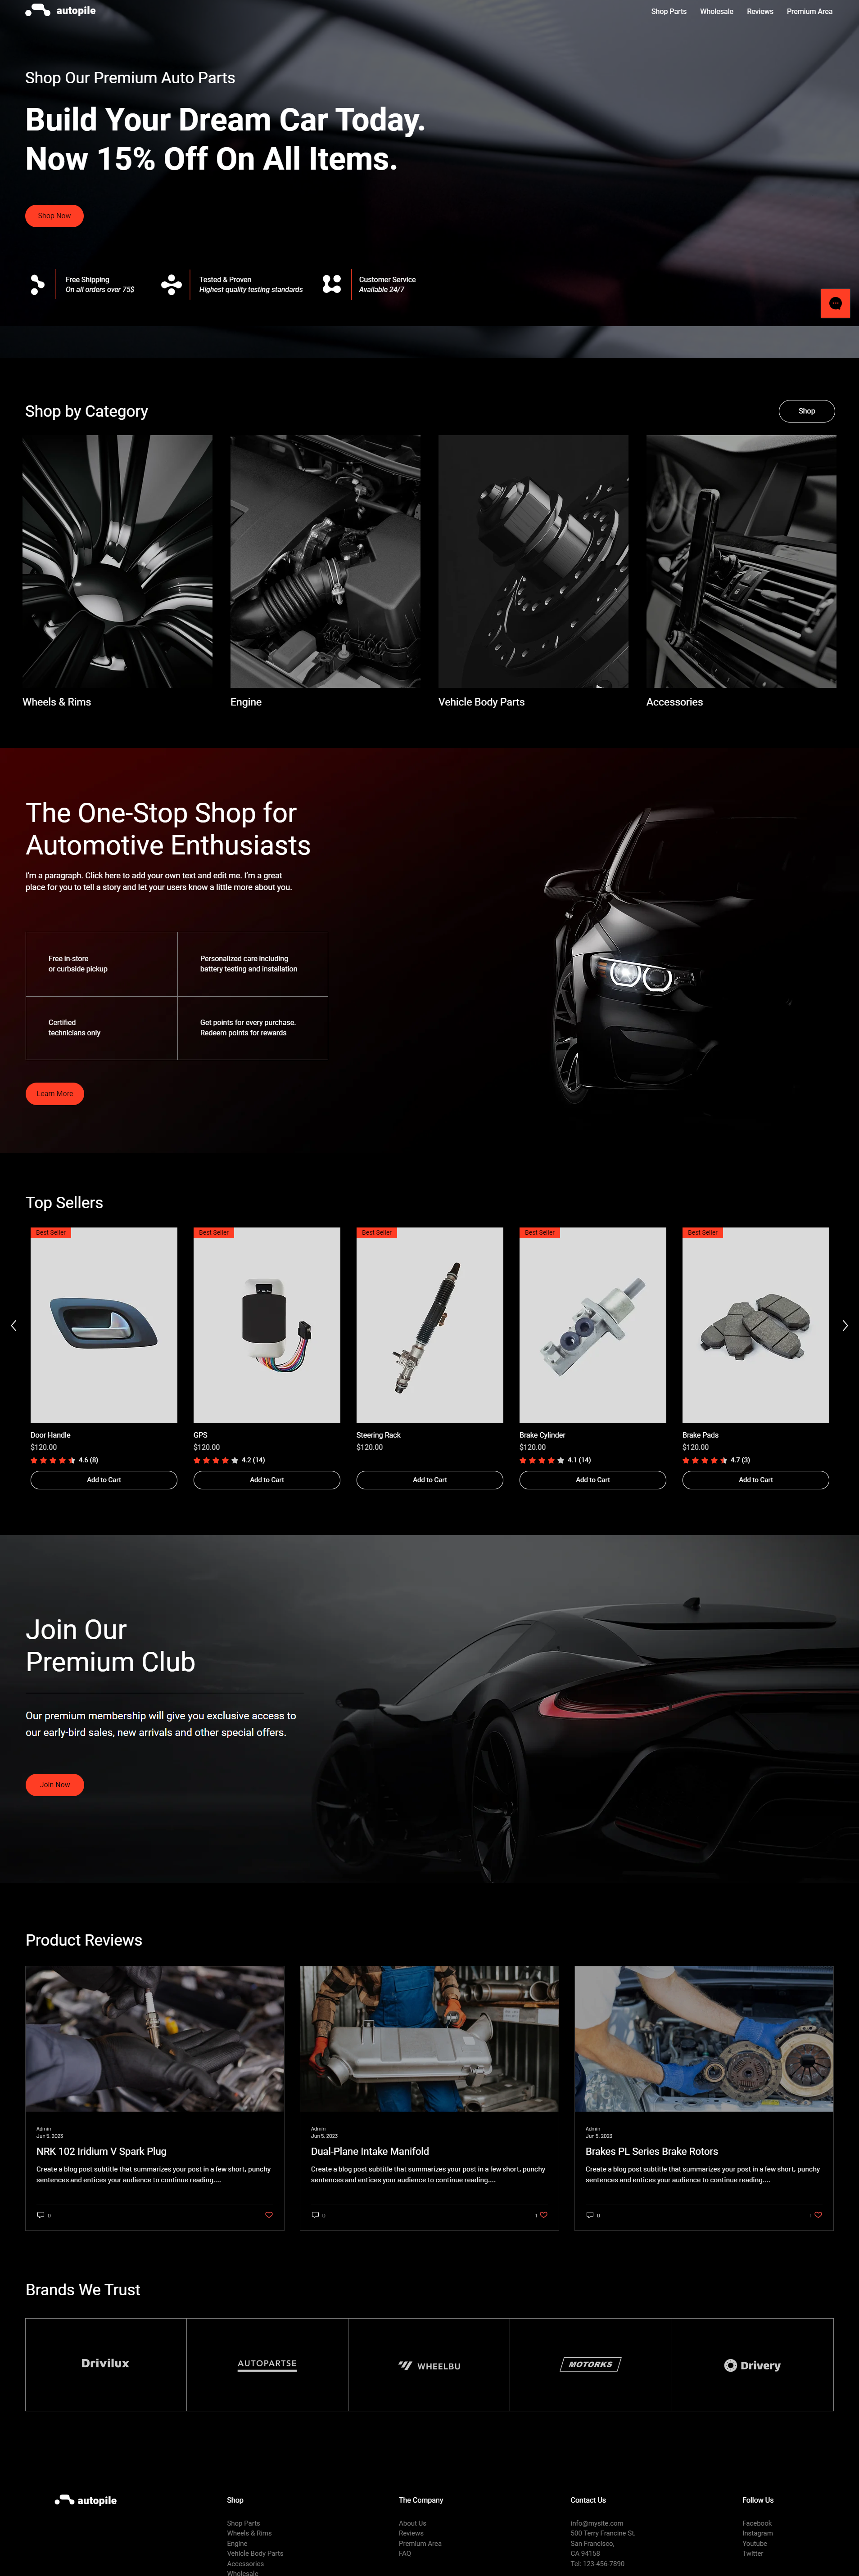 autopile
Shop Parts Wholesale Reviews Premium Area
Shop Our Premium Auto Parts
Build Your Dream Car Today.
Now 15% Off On All Items.
Shop Now
Free Shipping
On all orders over 75$
Tested & Proven
Highest quality testing standards
Customer Service
Available 24/7
Shop by Category
Shop
Wheels & Rims
Engine
Vehicle Body Parts
Accessories
The One-Stop Shop for
Automotive Enthusiasts
I'm a paragraph. Click here to add your own text and edit me. I'm a great
place for you to tell a story and let your users know a little more about you.
Free in-store
or curbside pickup
Personalized care including
battery testing and installation
Certified
technicians only
Get points for every purchase.
Redeem points for rewards
Learn More
Top Sellers
Best Seller
Door Handle
$120.00
4.6 (8)
Add to Cart
Best Seller
GPS
$120.00
4.2 (14)
Add to Cart
Best Seller
Steering Rack
$120.00
Add to Cart
Best Seller
Brake Cylinder
$120.00
4.1 (14)
Add to Cart
Best Seller
Brake Pads
$120.00
4.7 (3)
Add to Cart
Join Our
Premium Club
Our premium membership will give you exclusive access to
our early-bird sales, new arrivals and other special offers.
Join Now
Product Reviews
Admin
Jun 5, 2023
NRK 102 Iridium V Spark Plug
Create a blog post subtitle that summarizes your post in a few short, punchy
sentences and entices your audience to continue reading....
0
Admin
Jun 5, 2023
Dual-Plane Intake Manifold
Create a blog post subtitle that summarizes your post in a few short, punchy
sentences and entices your audience to continue reading....
0 1
Admin
Jun 5, 2023
Brakes PL Series Brake Rotors
Create a blog post subtitle that summarizes your post in a few short, punchy
sentences and entices your audience to continue reading....
0 1
Brands We Trust
Drivilux
AUTOPARTSE
WHEELBU
MOTORKS
Drivery
autopile
Shop
Shop Parts
Wheels & Rims
Engine
Vehicle Body Parts
Accessories
Wholesale
The Company
About Us
Reviews
Premium Area
FAQ
Contact Us
info@mysite.com
500 Terry Francine St.
San Francisco,
CA 94158
Tel: 123-456-7890
Follow Us
Facebook
Instagram
Youtube
Twitter